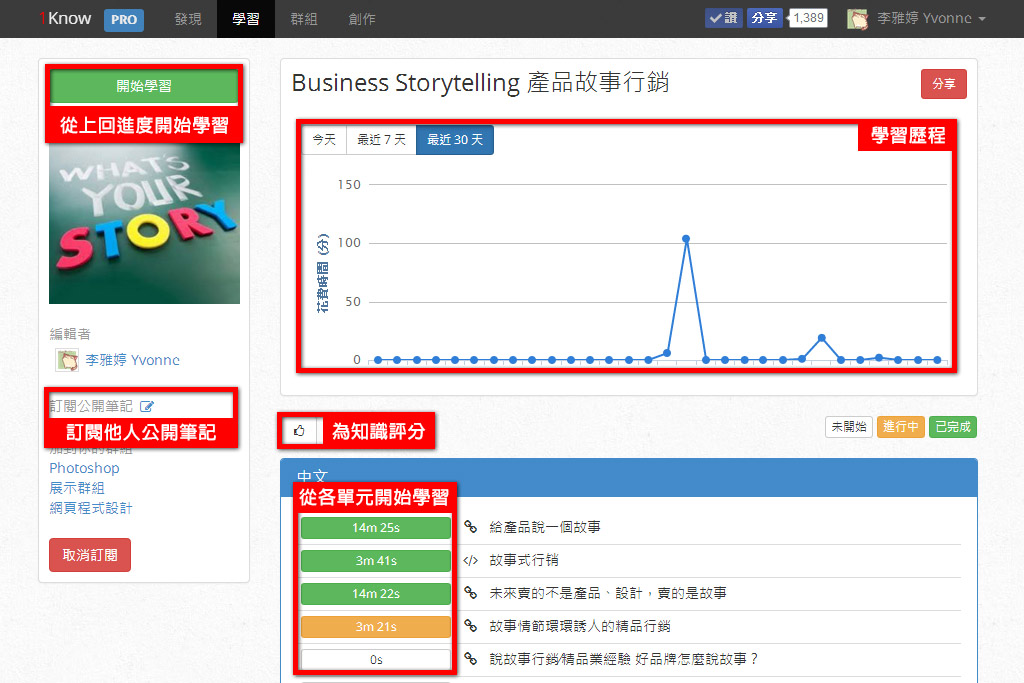 1Know PRO 發現 學習 群組 創作 讚 分享 1,389 李雅婷 Yvonne
開始學習
從上回進度開始學習
WHAT'S
YOUR
STORY
編輯者
李雅婷 Yvonne
訂閱公開筆記
訂閱他人公開筆記
加到你的群組
Photoshop
展示群組
網頁程式設計
取消訂閱
Business Storytelling 產品故事行銷
分享
今天 最近 7 天 最近 30 天
學習歷程
花費時間 (分)
150
100
50
0
為知識評分
未開始 進行中 已完成
中文
從各單元開始學習
14m 25s 給產品說一個故事
3m 41s 故事式行销
14m 22s 未來賣的不是產品、設計，賣的是故事
3m 21s 故事情節環環誘人的精品行銷
0s 說故事行銷∕精品業經驗 好品牌怎麼說故事？